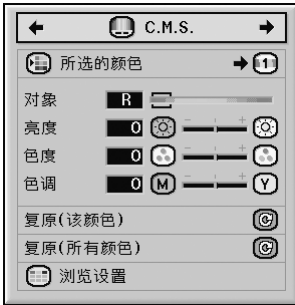 C.M.S.
所选的颜色 1
对象 R
亮度 0 - +
色度 0 - +
色调 0 M - + Y
复原(该颜色)
复原(所有颜色)
浏览设置